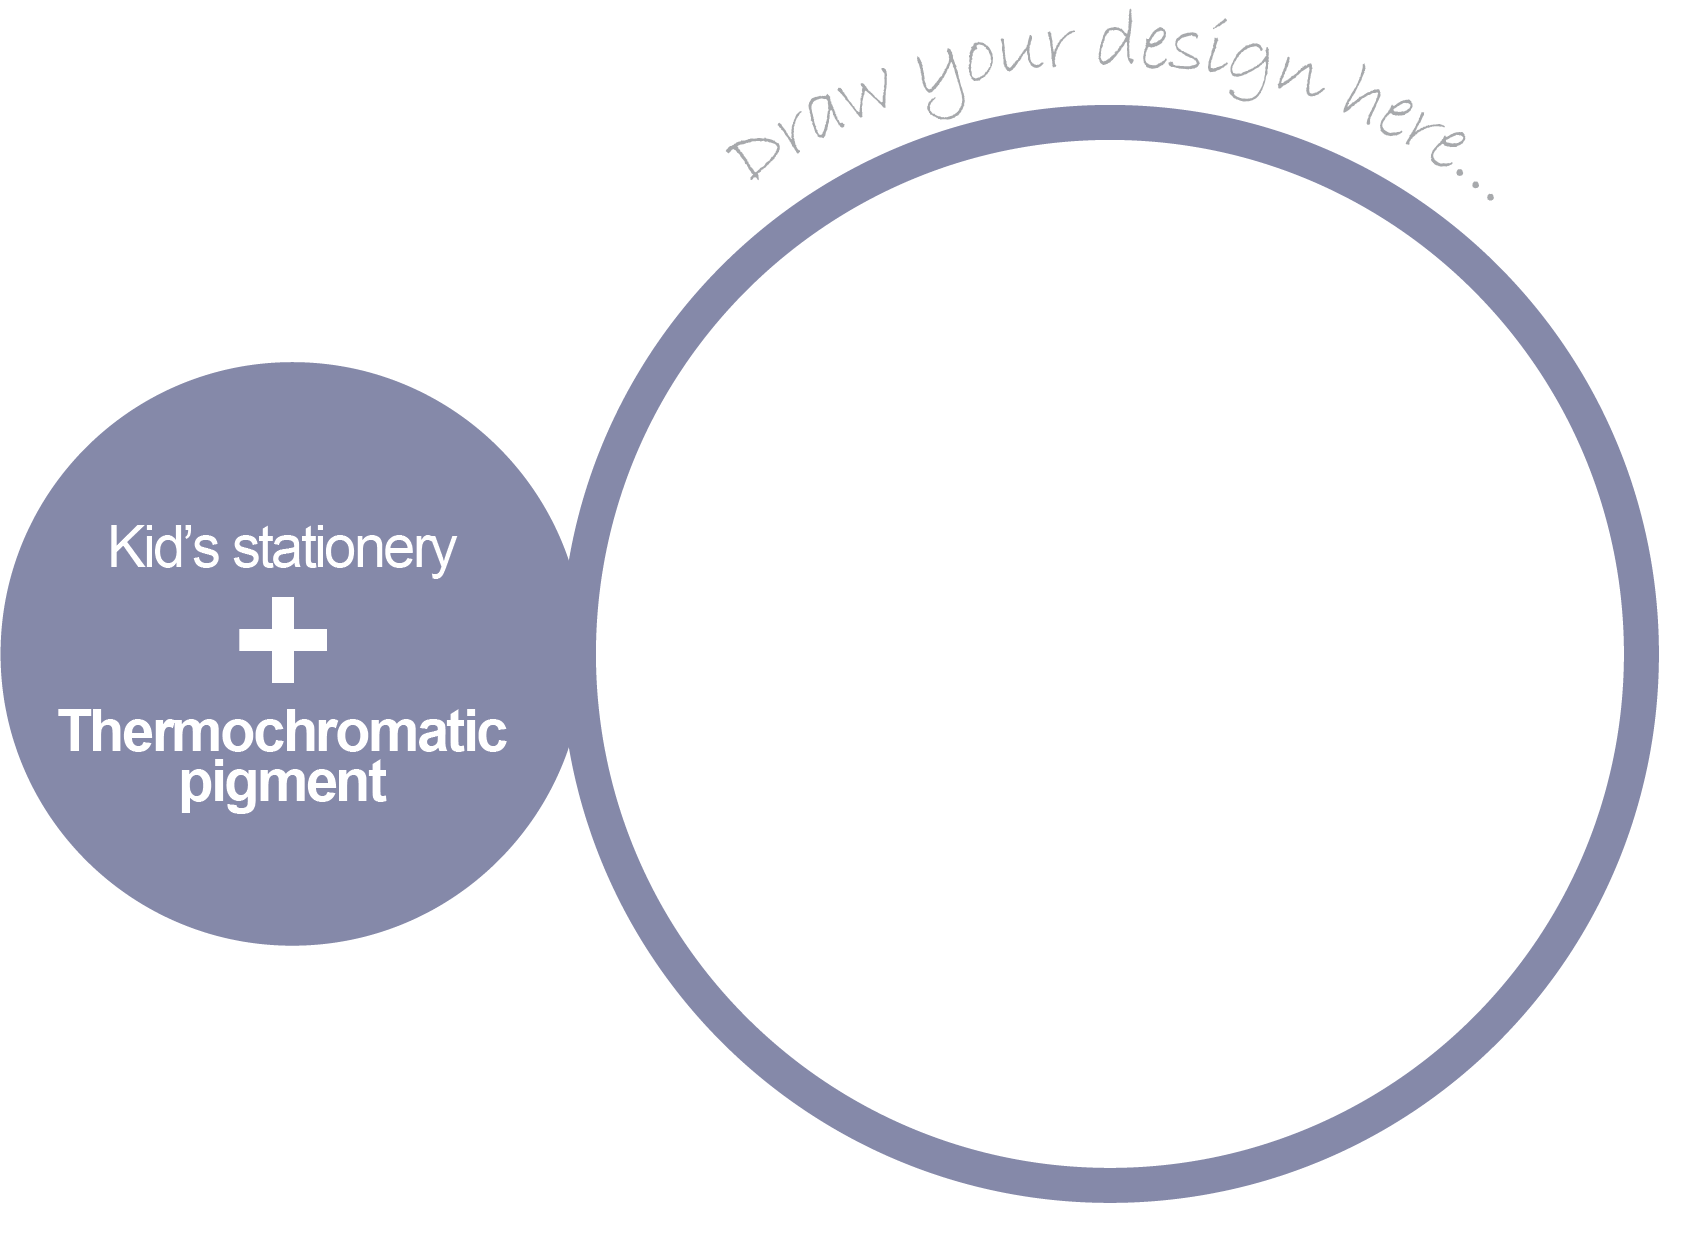 Draw your design here...
Kid’s stationery
+
Thermochromatic
pigment